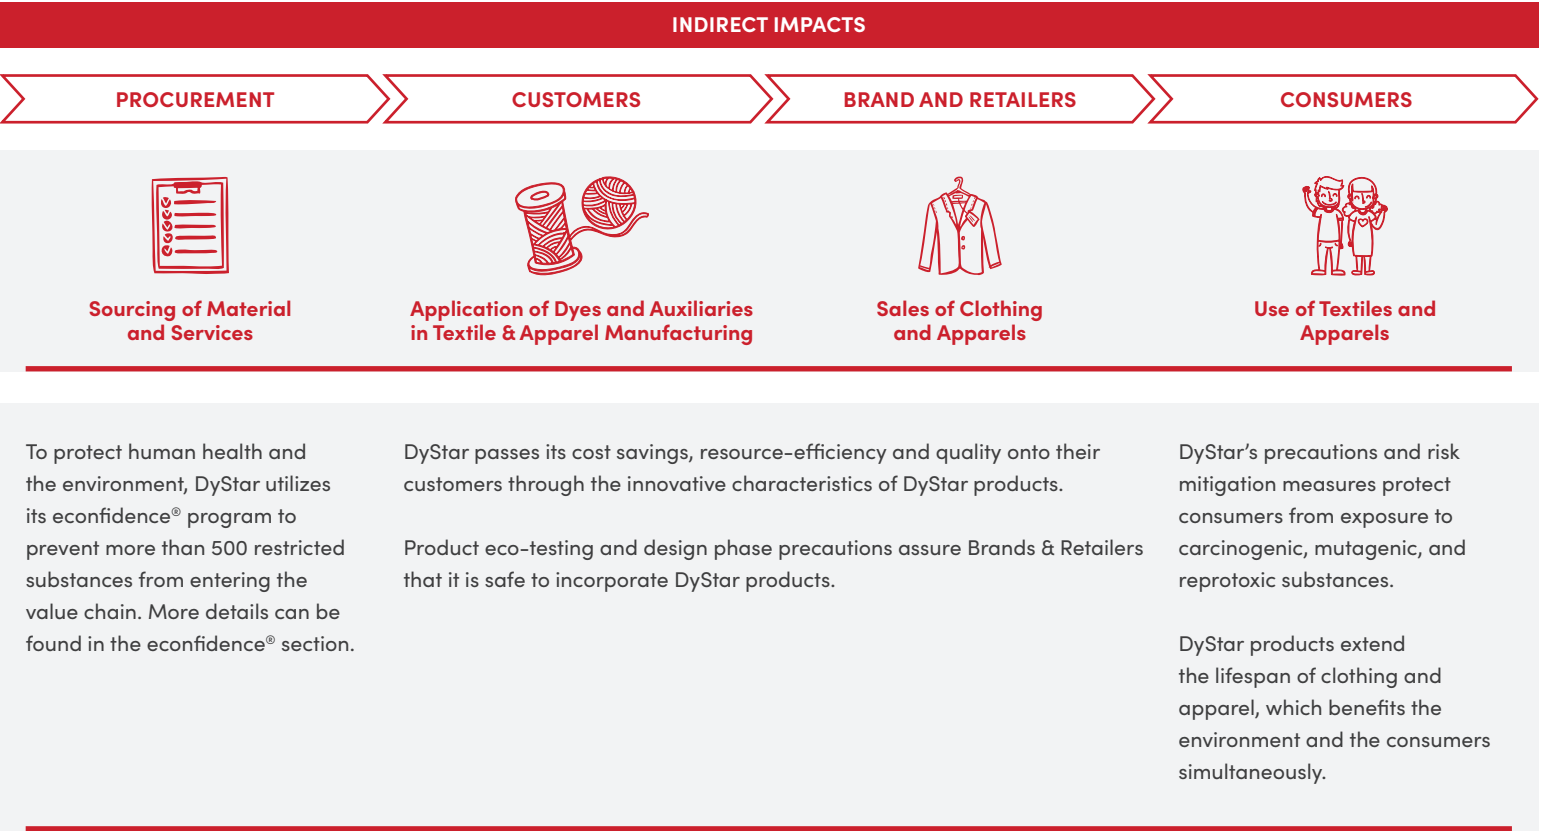 INDIRECT IMPACTS
PROCUREMENT
CUSTOMERS
BRAND AND RETAILERS
CONSUMERS
Sourcing of Material
and Services
Application of Dyes and Auxiliaries
in Textile & Apparel Manufacturing
Sales of Clothing
and Apparels
Use of Textiles and
Apparels
To protect human health and
the environment, DyStar utilizes
its econfidence® program to
prevent more than 500 restricted
substances from entering the
value chain. More details can be
found in the econfidence® section.
DyStar passes its cost savings, resource-efficiency and quality onto their
customers through the innovative characteristics of DyStar products.
Product eco-testing and design phase precautions assure Brands & Retailers
that it is safe to incorporate DyStar products.
DyStar’s precautions and risk
mitigation measures protect
consumers from exposure to
carcinogenic, mutagenic, and
reprotoxic substances.
DyStar products extend
the lifespan of clothing and
apparel, which benefits the
environment and the consumers
simultaneously.